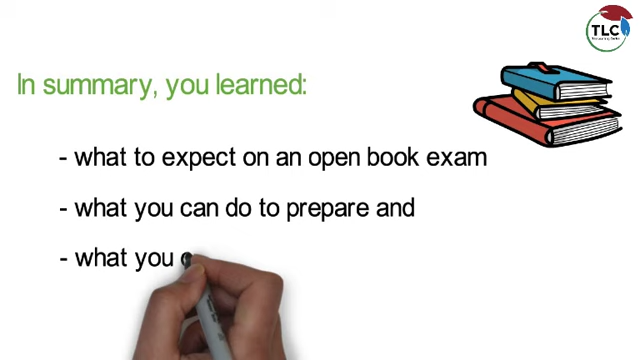 TLC
In summary, you learned:
- what to expect on an open book exam
- what you can do to prepare and
- what you